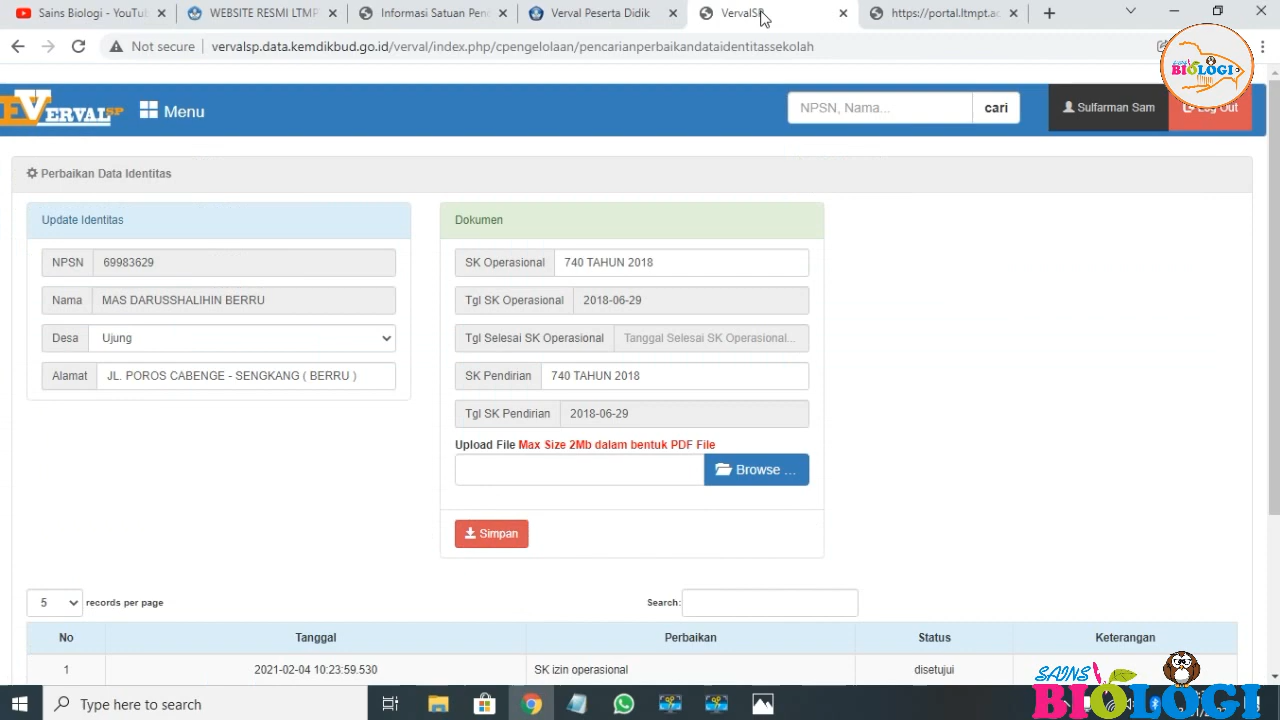 Sains Biologi - YouTu
WEBSITE RESMI LTMP
Informasi Satuan Pen
Verval Peserta Didik
VervalSP
https://portal.ltmpt.ac
Not secure
vervalsp.data.kemdikbud.go.id/verval/index.php/cpengelolaan/pencarianperbaikandataidentitassekolah
SAINS
BIOLOGI
VERVAL SP
Menu
NPSN, Nama...
cari
Sulfarman Sam
Log Out
Perbaikan Data Identitas
Update Identitas
NPSN 69983629
Nama MAS DARUSSHALIHIN BERRU
Desa Ujung
Alamat JL. POROS CABENGE - SENGKANG ( BERRU )
Dokumen
SK Operasional 740 TAHUN 2018
Tgl SK Operasional 2018-06-29
Tgl Selesai SK Operasional Tanggal Selesai SK Operasional...
SK Pendirian 740 TAHUN 2018
Tgl SK Pendirian 2018-06-29
Upload File Max Size 2Mb dalam bentuk PDF File
Browse ...
Simpan
5 records per page
Search:
No Tanggal Perbaikan Status Keterangan
1 2021-02-04 10:23:59.530 SK izin operasional disetujui
SAINS
BIOLOGI
Type here to search